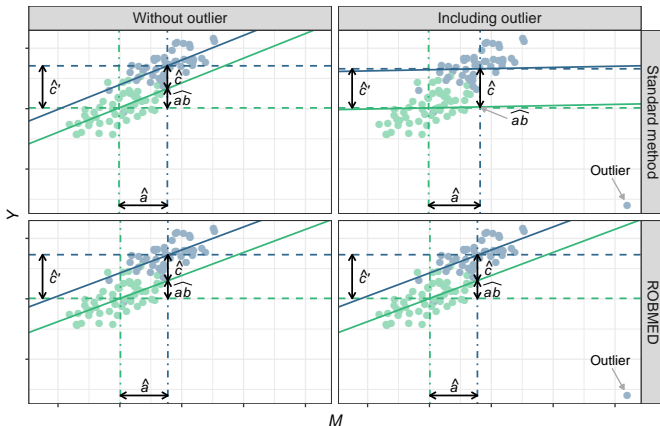 Without outlier
Including outlier
Standard method
ROBMED
Y
M
ĉ'
ĉ
âb
â
ĉ'
ĉ
âb
â
Outlier
ĉ'
ĉ
âb
â
ĉ'
ĉ
âb
â
Outlier